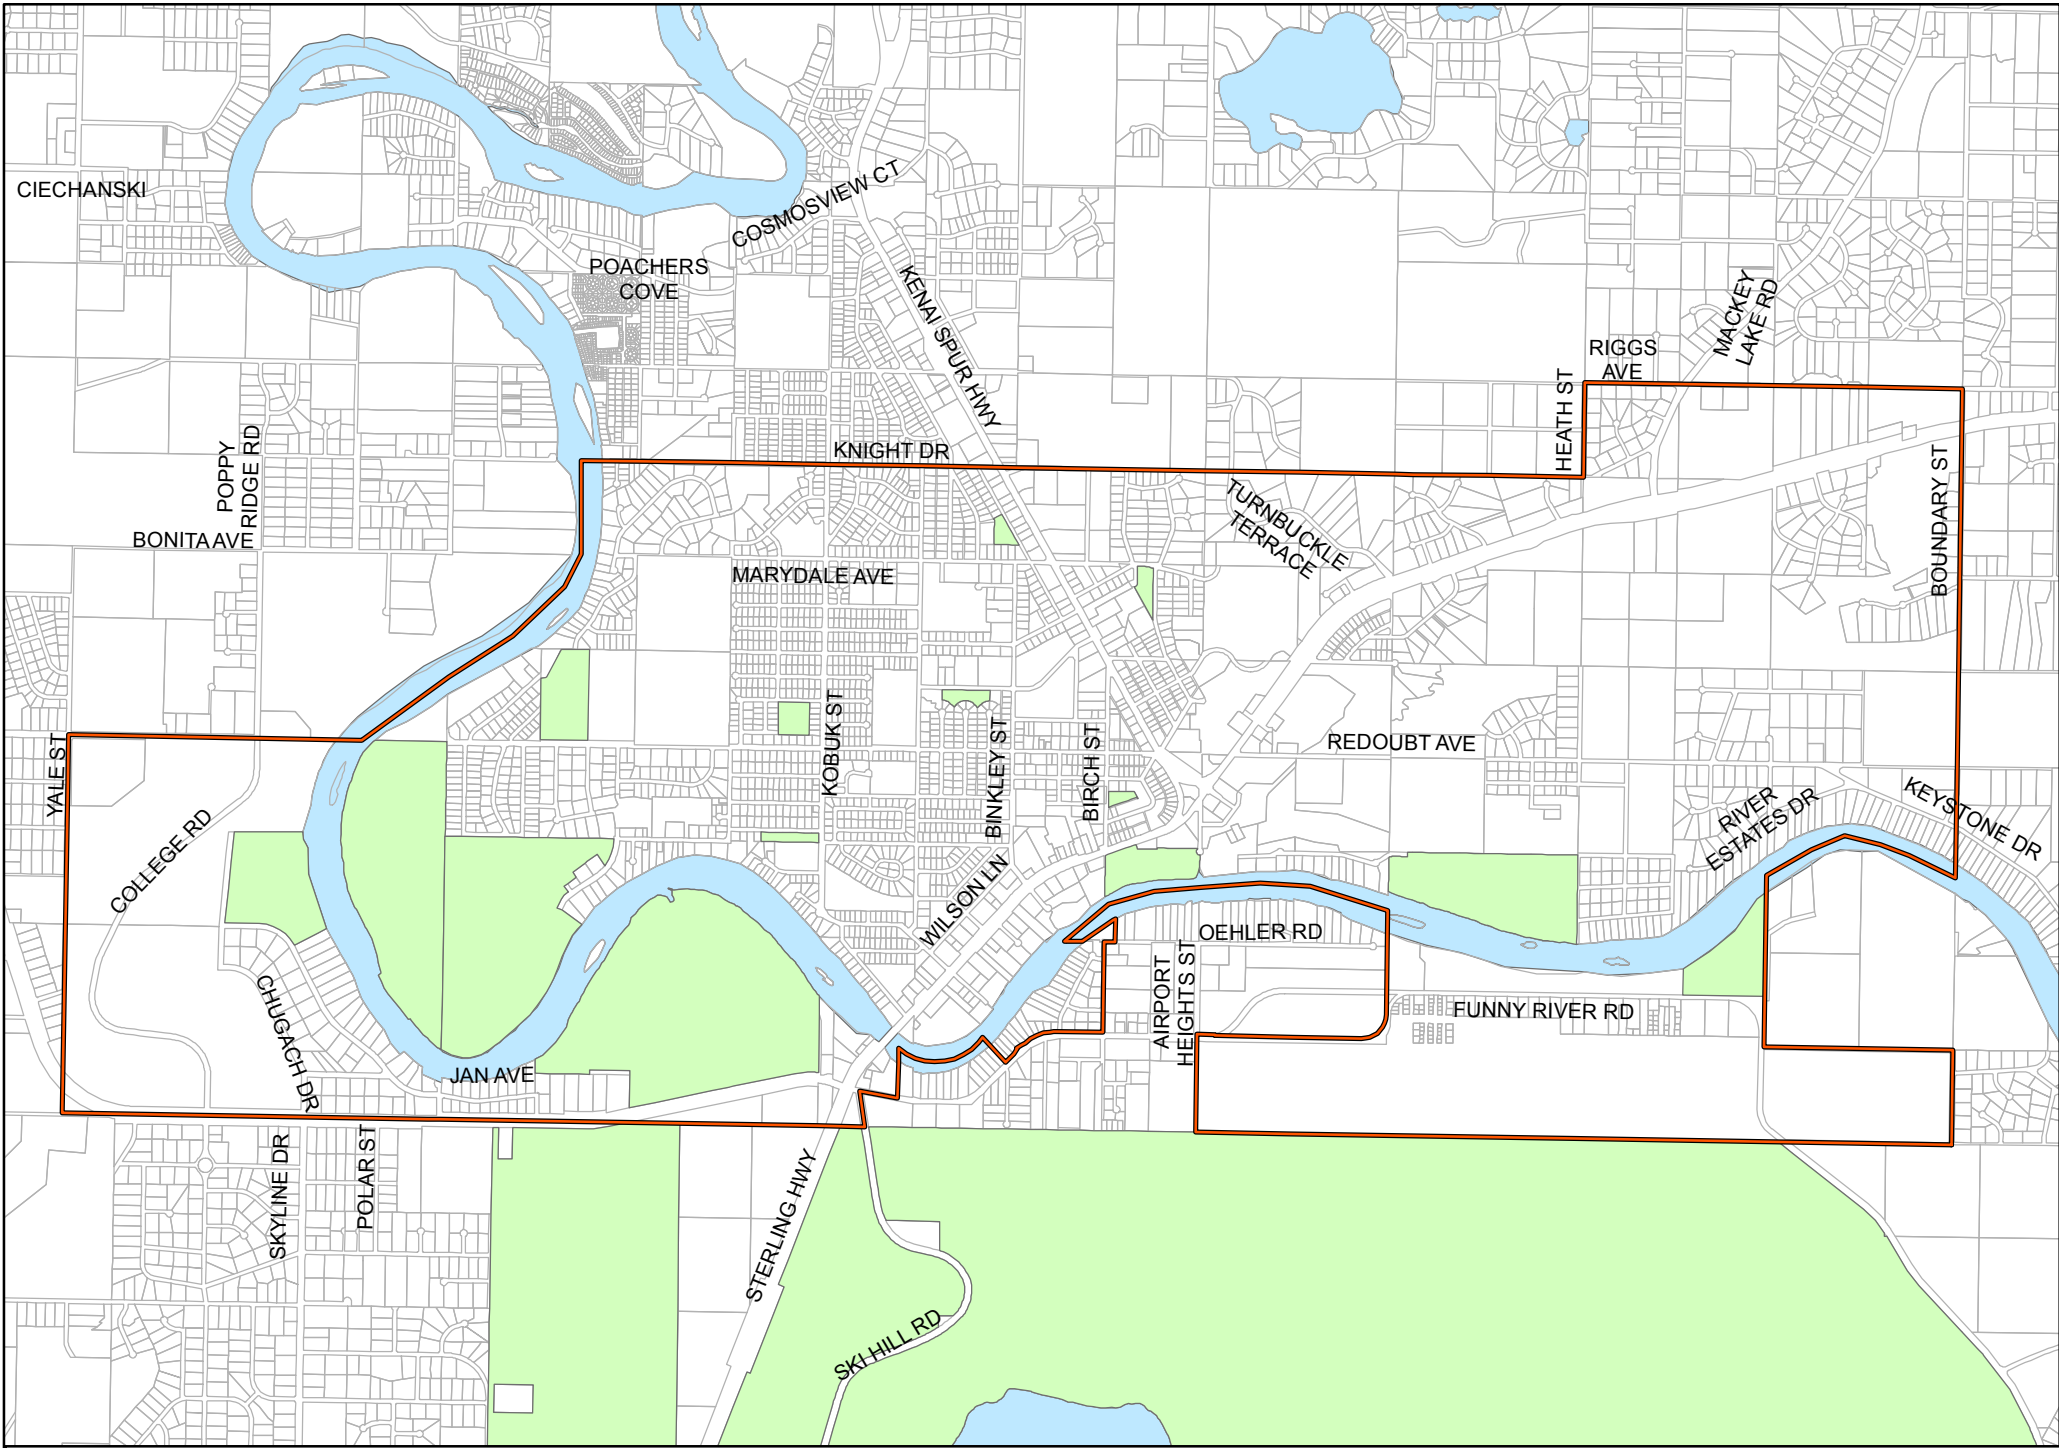 CIECHANSKI
COSMOSVIEW CT
POACHERS
COVE
KENAI SPUR HWY
MACKEY
LAKE RD
RIGGS
AVE
HEATH ST
KNIGHT DR
POPPY
RIDGE RD
BONITA AVE
TURNBUCKLE
TERRACE
BOUNDARY ST
MARYDALE AVE
YALE ST
KOBUK ST
BINKLEY ST
BIRCH ST
REDOUBT AVE
COLLEGE RD
RIVER
ESTATES DR
KEYSTONE DR
WILSON LN
OEHLER RD
AIRPORT
HEIGHTS ST
FUNNY RIVER RD
CHUGACH DR
JAN AVE
SKYLINE DR
POLAR ST
STERLING HWY
SKI HILL RD